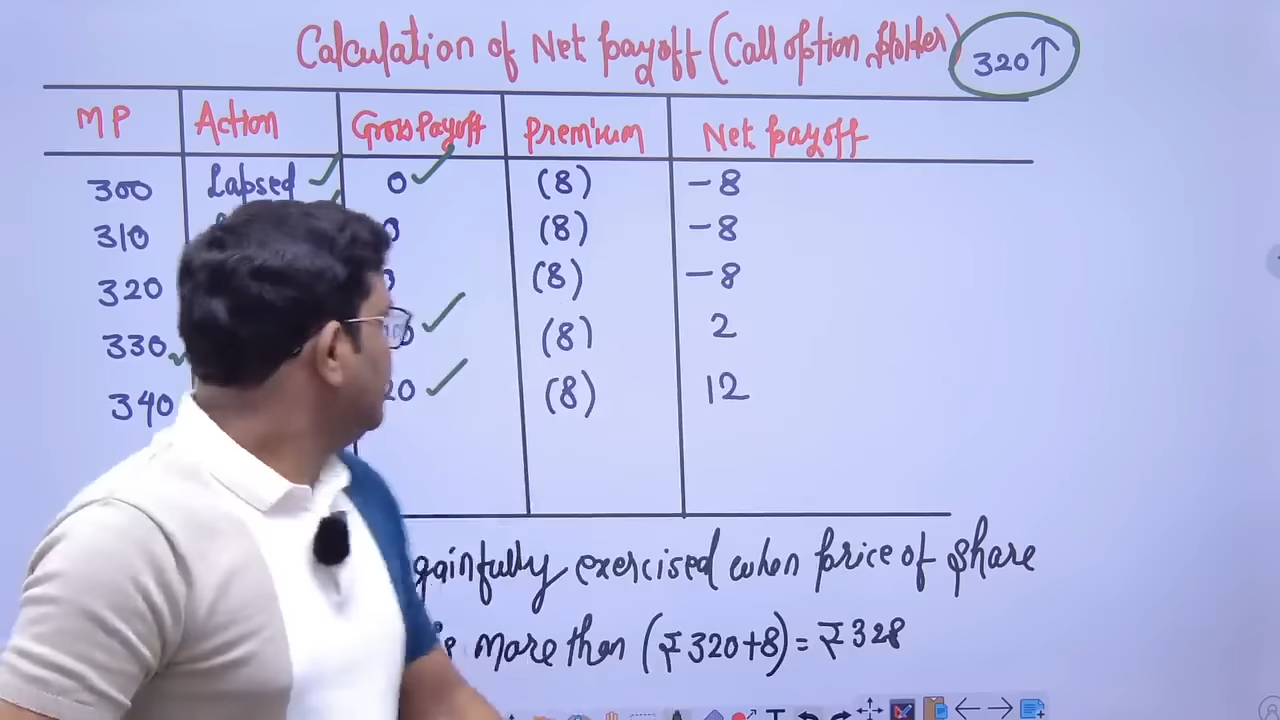 Calculation of Net payoff (Call option Holder)
320↑
MP Action Gross Payoff Premium Net payoff
300 Lapsed 0 (8) -8
310 (8) -8
320 (8) -8
330 (8) 2
340 20 (8) 12
gainfully exercised when price of share
is more than (₹320+8) = ₹328